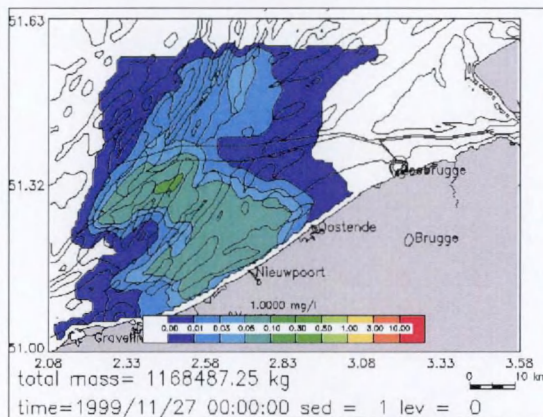 51.63
51.32
51.00
Zeebrugge
Oostende
Brugge
Nieuwpoort
1.0000 mg/l
0.00 0.01 0.03 0.05 0.10 0.30 0.50 1.00 3.00 10.00
2.08 2.33 2.58 2.83 3.08 3.33 3.58
total mass= 1168487.25 kg
0 10 km
time=1999/11/27 00:00:00 sed = 1 lev = 0